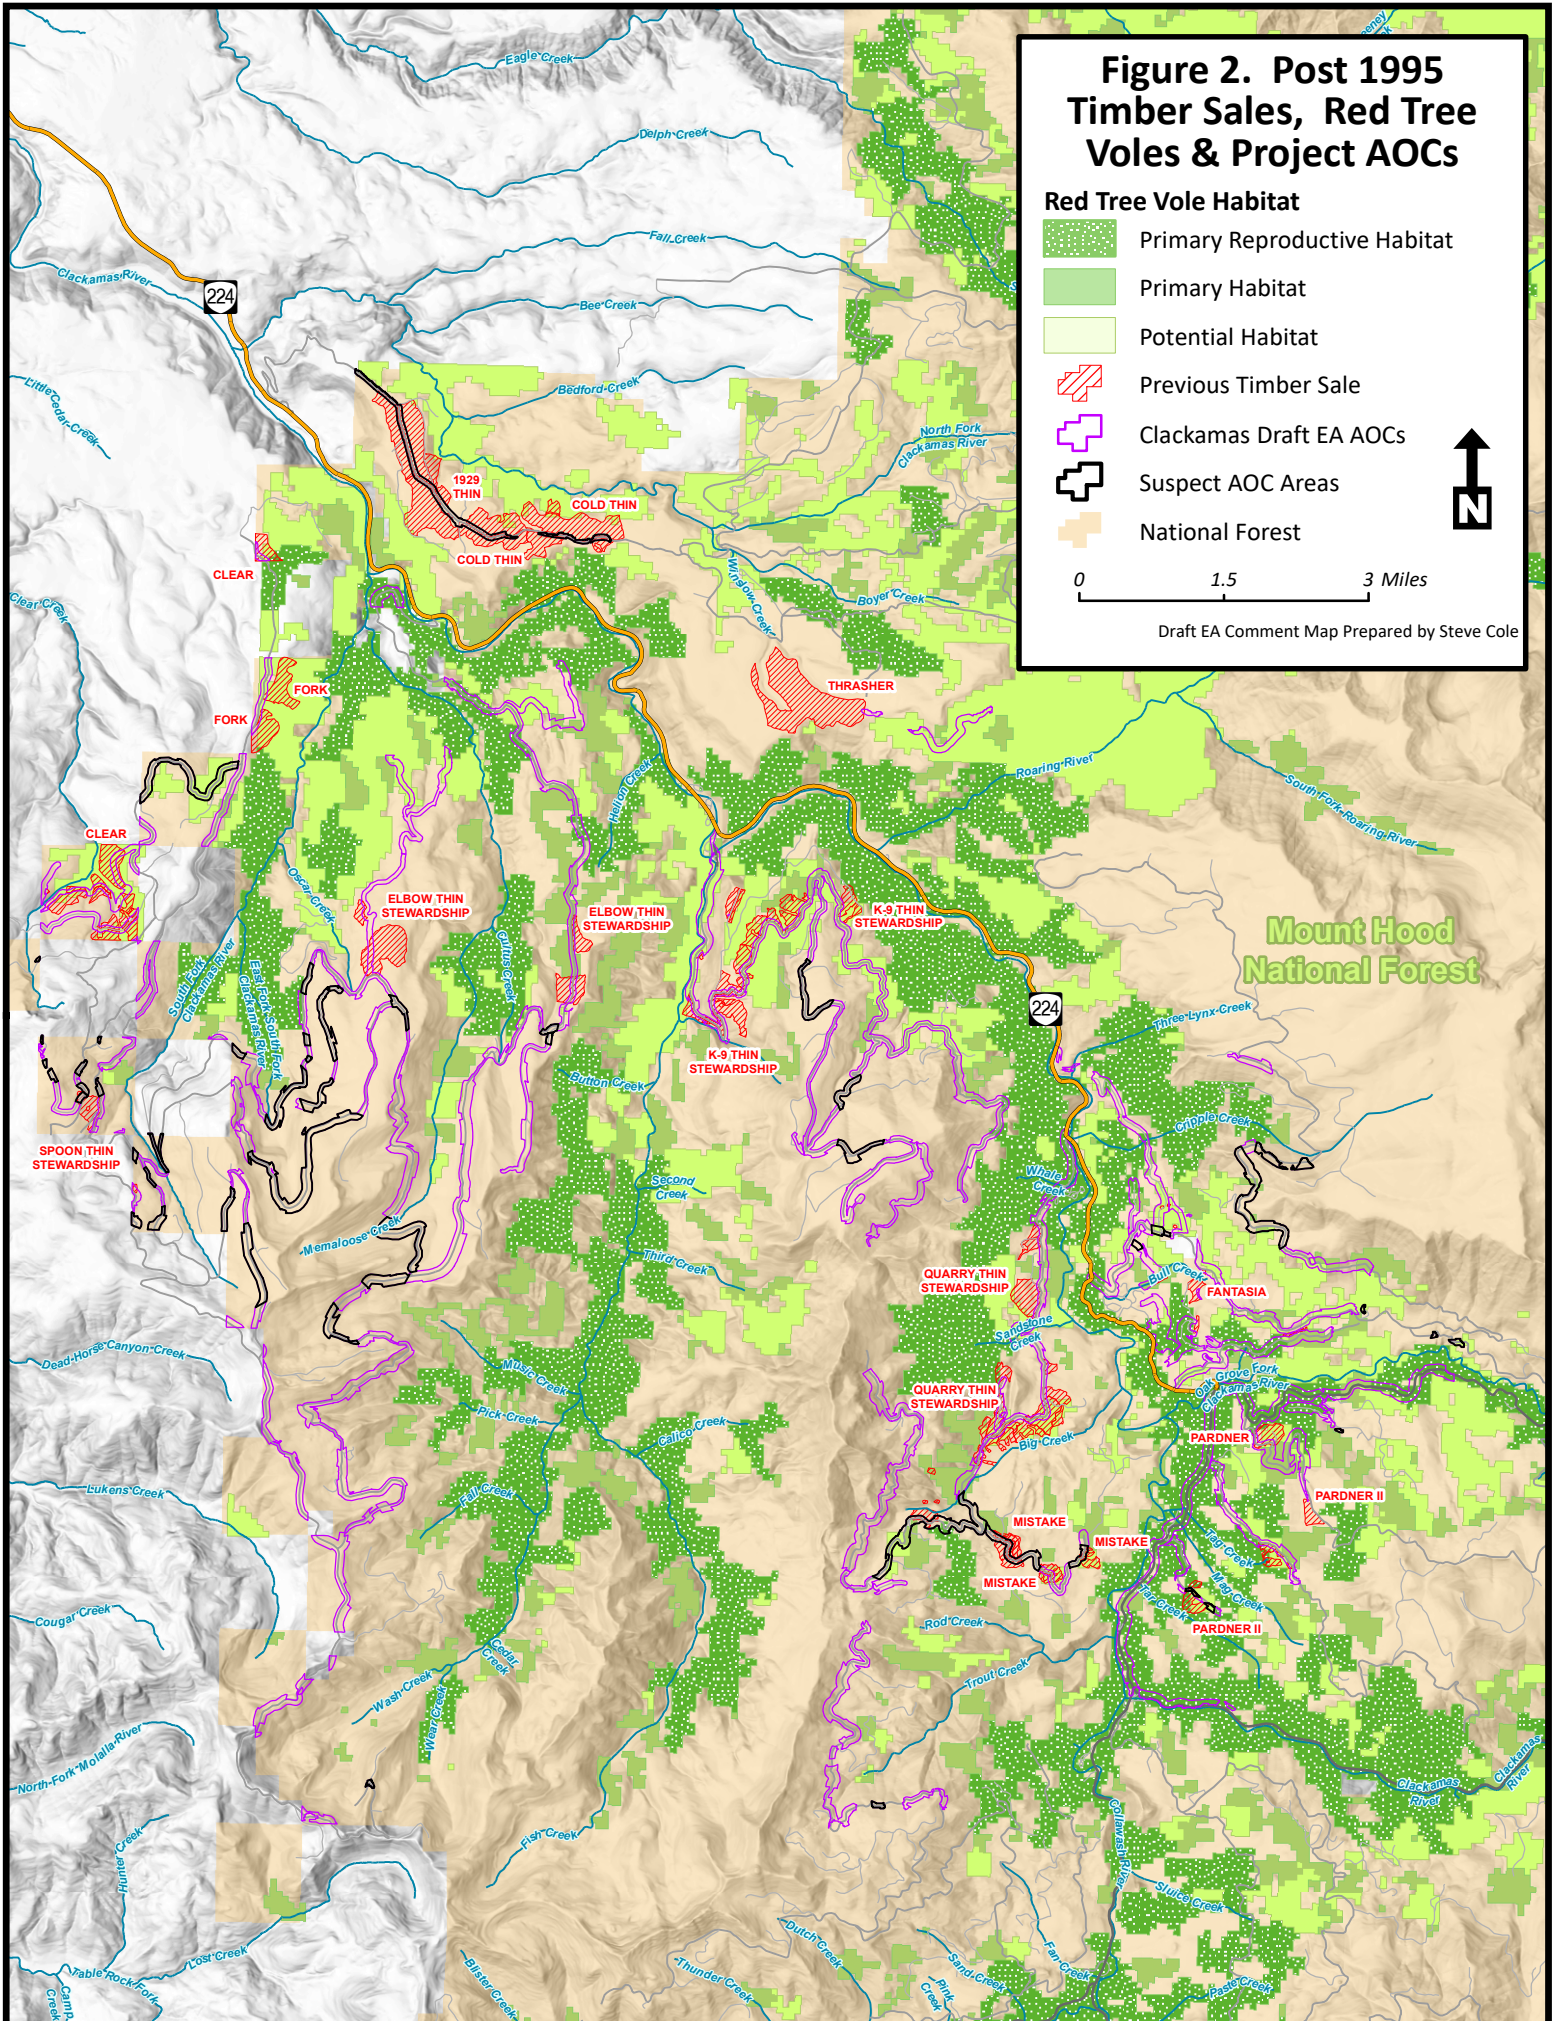 Figure 2. Post 1995
Timber Sales, Red Tree
Voles & Project AOCs
Red Tree Vole Habitat
Primary Reproductive Habitat
Primary Habitat
Potential Habitat
Previous Timber Sale
Clackamas Draft EA AOCs
Suspect AOC Areas
National Forest
N
0 1.5 3 Miles
Draft EA Comment Map Prepared by Steve Cole
Eagle Creek
Delph Creek
Fall Creek
Clackamas River
224
Bee Creek
Little Cedar Creek
Bedford Creek
North Fork
Clackamas River
1929
THIN
COLD THIN
COLD THIN
CLEAR
Clear Creek
Winslow Creek
Boyer Creek
FORK
THRASHER
FORK
Roaring River
South Fork Roaring River
Helion Creek
CLEAR
Oscar Creek
ELBOW THIN
STEWARDSHIP
ELBOW THIN
STEWARDSHIP
K-9 THIN
STEWARDSHIP
Mount Hood
National Forest
Cultus Creek
South Fork
Clackamas River
East Fork South Fork
Clackamas River
224
Three Lynx Creek
K-9 THIN
STEWARDSHIP
Button Creek
Cripple Creek
SPOON THIN
STEWARDSHIP
Whale
Creek
Second
Creek
Memaloose Creek
Third Creek
QUARRY THIN
STEWARDSHIP
Bull Creek
FANTASIA
Sandstone
Creek
Dead Horse Canyon Creek
Music Creek
Oak Grove Fork
Clackamas River
QUARRY THIN
STEWARDSHIP
Pick Creek
Calico Creek
Big Creek
PARDNER
Lukens Creek
Fall Creek
PARDNER II
MISTAKE
MISTAKE
Tag Creek
MISTAKE
Mag Creek
Tar Creek
Cougar Creek
Rod Creek
PARDNER II
Cedar
Creek
Trout Creek
Wash Creek
Wear Creek
North Fork Molalla River
Clackamas
River
Clackamas
River
Collawash River
Fish Creek
Hunter Creek
Sluice Creek
Lost Creek
Dutch Creek
Fan Creek
Table Rock Fork
Camp
Creek
Blister Creek
Thunder Creek
Sand Creek
Pink
Creek
Paste Creek